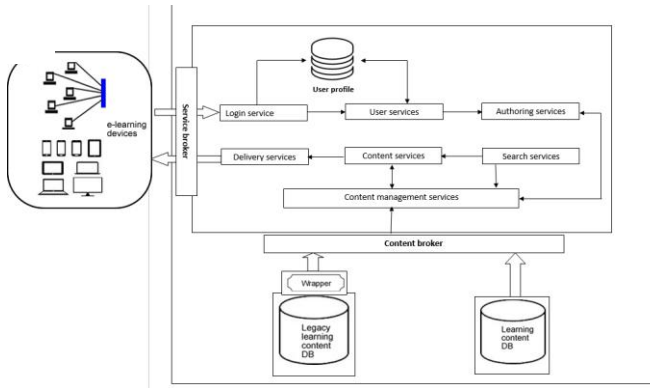 User profile
Login service
User services
Authoring services
e-learning
devices
Service broker
Delivery services
Content services
Search services
Content management services
Content broker
Wrapper
Legacy
learning
content
DB
Learning
content
DB